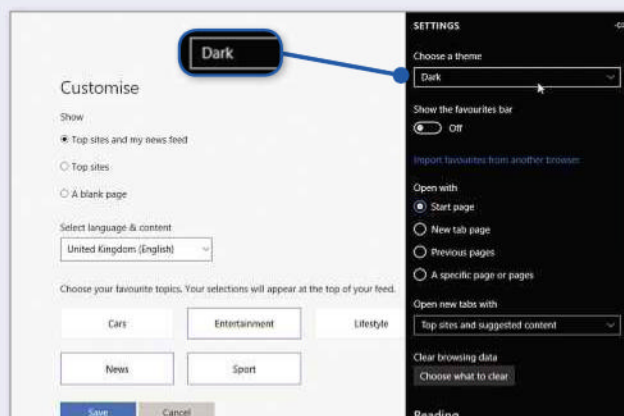 Dark
Customise
Show
Top sites and my news feed
Top sites
A blank page
Select language & content
United Kingdom (English)
Choose your favourite topics. Your selections will appear at the top of your feed.
Cars
Entertainment
Lifestyle
News
Sport
Save
Cancel
SETTINGS
Choose a theme
Dark
Show the favourites bar
Off
Import favourites from another browser
Open with
Start page
New tab page
Previous pages
A specific page or pages
Open new tabs with
Top sites and suggested content
Clear browsing data
Choose what to clear
Reading